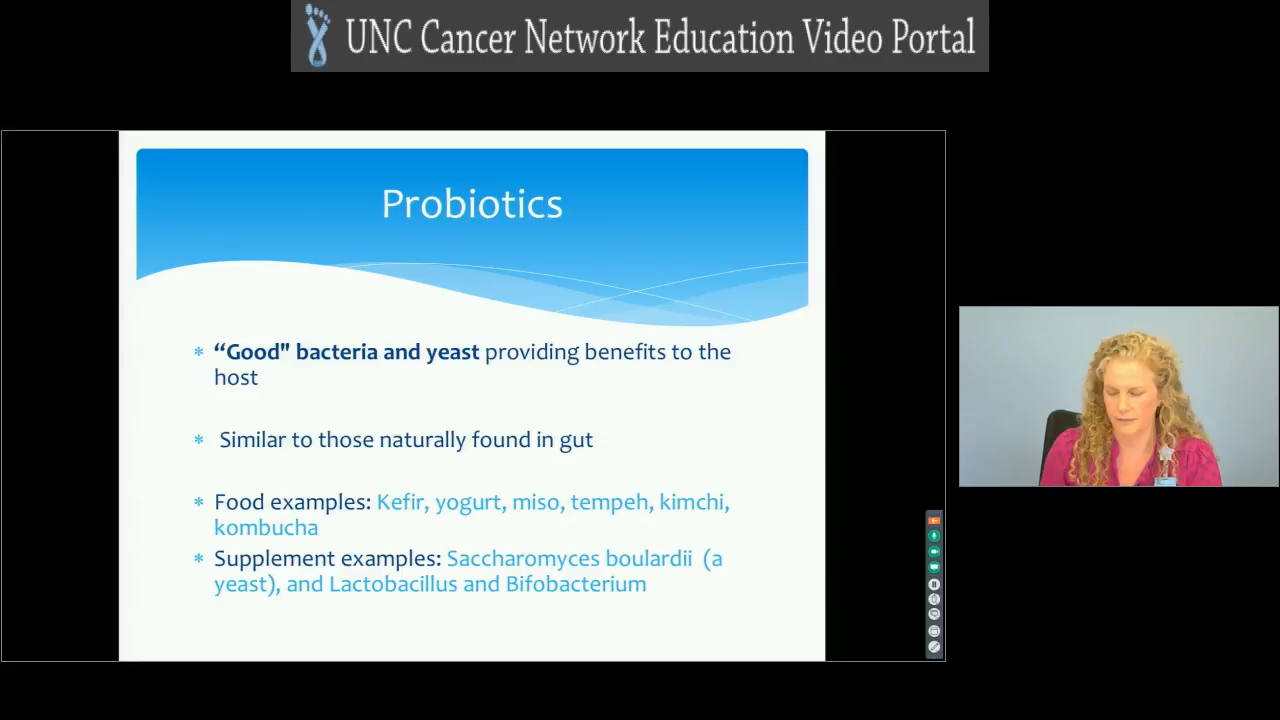 UNC Cancer Network Education Video Portal
Probiotics
* “Good" bacteria and yeast providing benefits to the
host
* Similar to those naturally found in gut
* Food examples: Kefir, yogurt, miso, tempeh, kimchi,
kombucha
* Supplement examples: Saccharomyces boulardii (a
yeast), and Lactobacillus and Bifobacterium